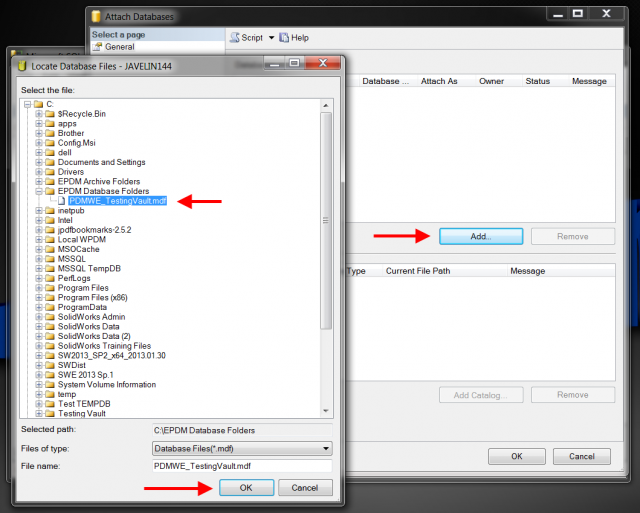 Attach Databases
Select a page
General
Script Help
Locate Database Files - JAVELIN144
Select the file:
C:
$Recycle.Bin
apps
Brother
Config.Msi
dell
Documents and Settings
Drivers
EPDM Archive Folders
EPDM Database Folders
PDMWE_TestingVault.mdf
inetpub
Intel
jpdfbookmarks-2.5.2
Local WPDM
MSOCache
MSSQL
MSSQL TempDB
PerfLogs
Program Files
Program Files (x86)
ProgramData
SolidWorks Admin
SolidWorks Data
SolidWorks Data (2)
SolidWorks Training Files
SW2013_SP2_x64_2013.01.30
SWDist
SWE 2013 Sp.1
System Volume Information
temp
Test TEMPDB
Testing Vault
Selected path: C:\EPDM Database Folders
Files of type: Database Files(*.mdf)
File name: PDMWE_TestingVault.mdf
OK Cancel
Database ... Attach As Owner Status Message
Add... Remove
Type Current File Path Message
Add Catalog... Remove
OK Cancel